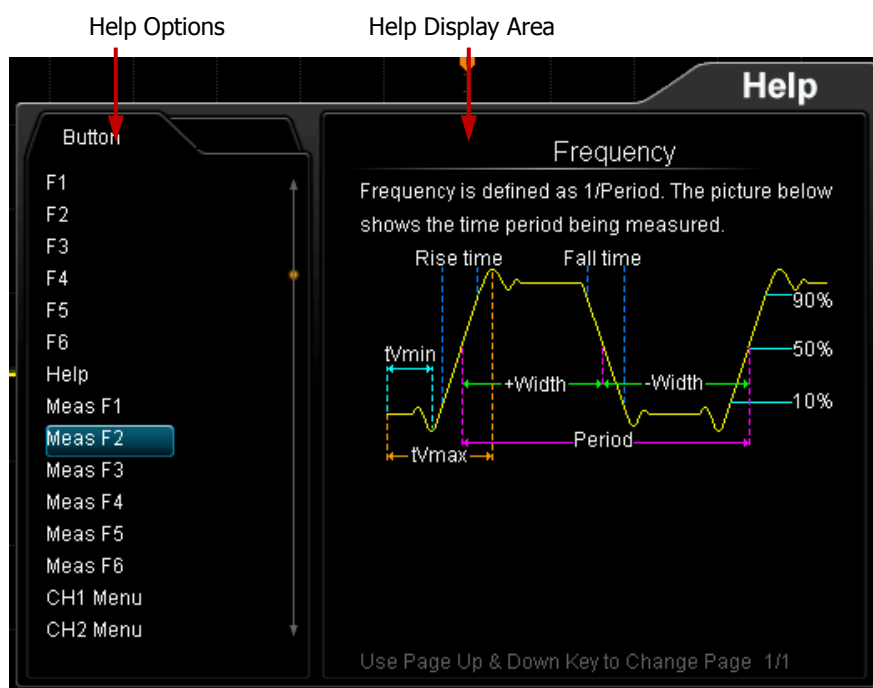 Help Options
Help Display Area
Help
Button
F1
F2
F3
F4
F5
F6
Help
Meas F1
Meas F2
Meas F3
Meas F4
Meas F5
Meas F6
CH1 Menu
CH2 Menu
Frequency
Frequency is defined as 1/Period. The picture below
shows the time period being measured.
Rise time
Fall time
90%
tVmin
50%
+Width
-Width
10%
Period
tVmax
Use Page Up & Down Key to Change Page 1/1